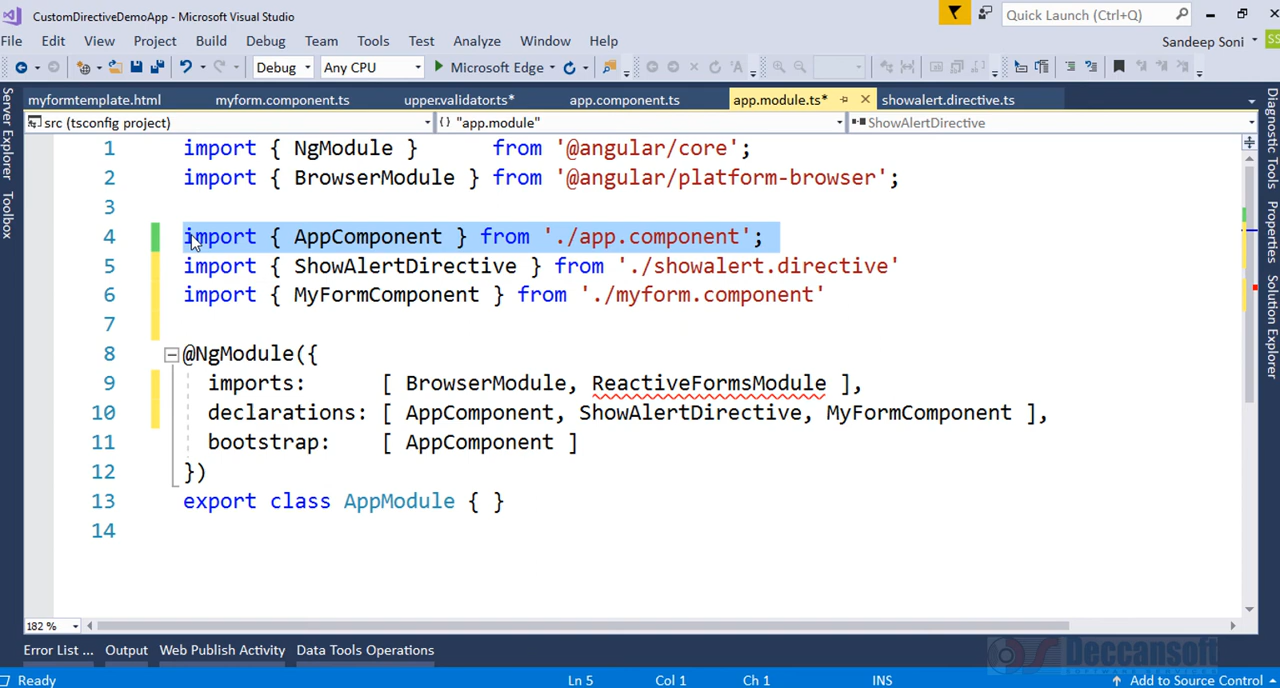 CustomDirectiveDemoApp - Microsoft Visual Studio
Quick Launch (Ctrl+Q)
File Edit View Project Build Debug Team Tools Test Analyze Window Help
Sandeep Soni
SS
Debug Any CPU Microsoft Edge
Server Explorer
Toolbox
myformtemplate.html myform.component.ts upper.validator.ts* app.component.ts app.module.ts* showalert.directive.ts
src (tsconfig project) {} "app.module" ShowAlertDirective
1 import { NgModule } from '@angular/core';
2 import { BrowserModule } from '@angular/platform-browser';
3
4 import { AppComponent } from './app.component';
5 import { ShowAlertDirective } from './showalert.directive'
6 import { MyFormComponent } from './myform.component'
7
8 @NgModule({
9 imports: [ BrowserModule, ReactiveFormsModule ],
10 declarations: [ AppComponent, ShowAlertDirective, MyFormComponent ],
11 bootstrap: [ AppComponent ]
12 })
13 export class AppModule { }
14
Diagnostic Tools
Properties
Solution Explorer
182 %
Deccansoft
Error List ... Output Web Publish Activity Data Tools Operations
Ready Ln 5 Col 1 Ch 1 INS Add to Source Control